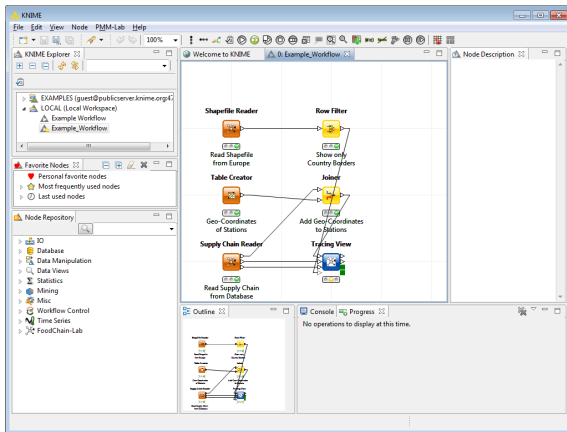 KNIME
File Edit View Node PMM-Lab Help
100%
KNIME Explorer
Welcome to KNIME
0: Example_Workflow
Node Description
EXAMPLES (guest@publicserver.knime.org:47
LOCAL (Local Workspace)
Example Workflow
Example_Workflow
Favorite Nodes
Personal favorite nodes
Most frequently used nodes
Last used nodes
Node Repository
IO
Database
Data Manipulation
Data Views
Statistics
Mining
Misc
Workflow Control
Time Series
FoodChain-Lab
Shapefile Reader
Row Filter
Read Shapefile
from Europe
Show only
Country Borders
Table Creator
Joiner
Geo-Coordinates
of Stations
Add Geo-Coordinates
to Stations
Supply Chain Reader
Tracing View
Read Supply Chain
from Database
Outline
Console
Progress
No operations to display at this time.